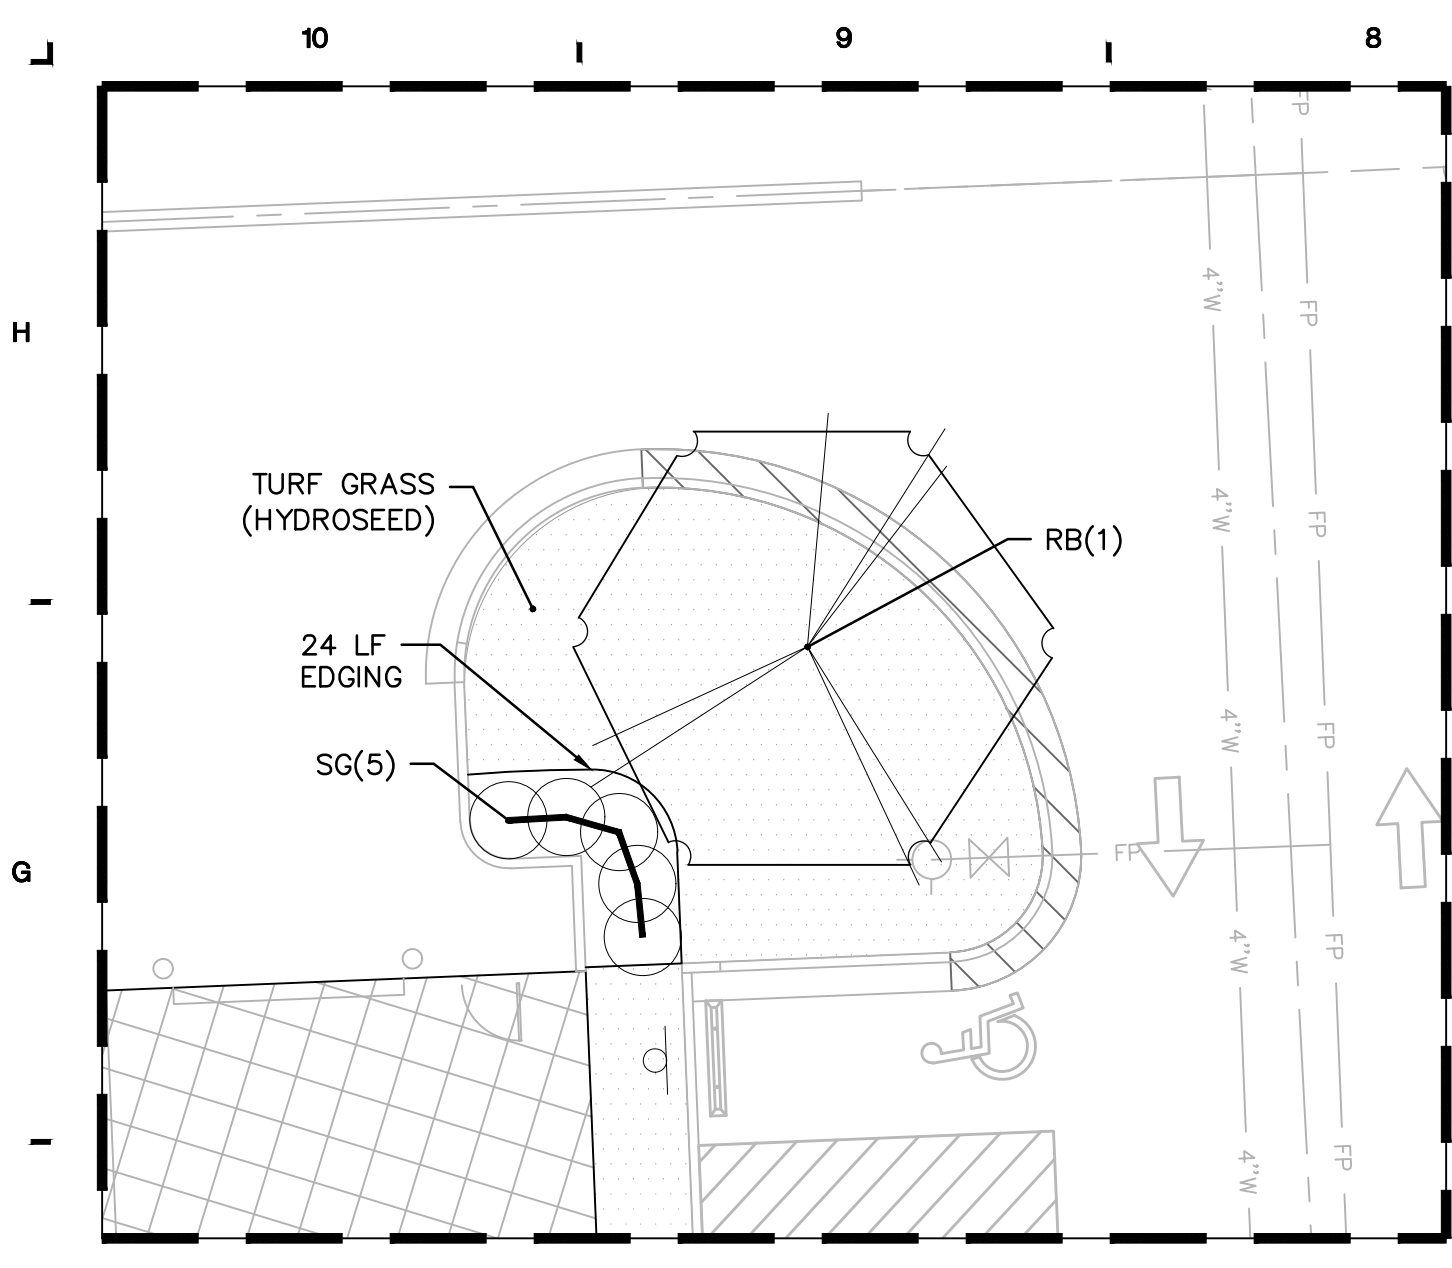 10 9 8
FP
H
4"W FP
TURF GRASS
(HYDROSEED)
4"W FP
RB(1)
24 LF
EDGING
4"W FP
SG(5)
FP
G
4"W FP
4"W FP